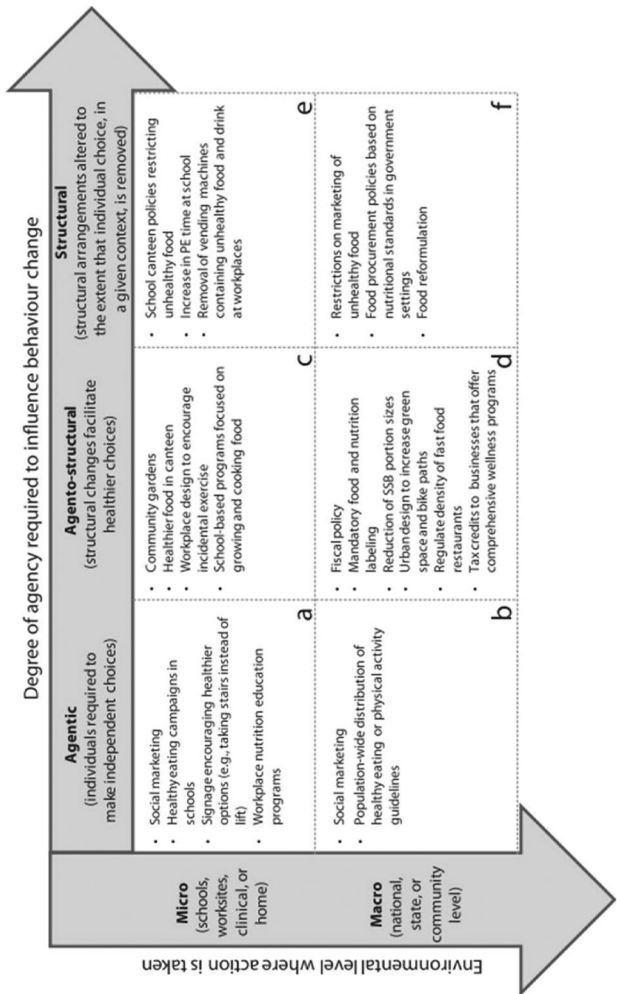 Degree of agency required to influence behaviour change
Agentic
(individuals required to
make independent choices)
Agento-structural
(structural changes facilitate
healthier choices)
Structural
(structural arrangements altered to
the extent that individual choice, in
a given context, is removed)
Environmental level where action is taken
Micro
(schools,
worksites,
clinical, or
home)
• Social marketing
• Healthy eating campaigns in
schools
• Signage encouraging healthier
options (e.g., taking stairs instead of
lift)
• Workplace nutrition education
programs
a
• Community gardens
• Healthier food in canteen
• Workplace design to encourage
incidental exercise
• School-based programs focused on
growing and cooking food
c
• School canteen policies restricting
unhealthy food
• Increase in PE time at school
• Removal of vending machines
containing unhealthy food and drink
at workplaces
e
Macro
(national,
state, or
community
level)
• Social marketing
• Population-wide distribution of
healthy eating or physical activity
guidelines
b
• Fiscal policy
• Mandatory food and nutrition
labeling
• Reduction of SSB portion sizes
• Urban design to increase green
space and bike paths
• Regulate density of fast food
restaurants
• Tax credits to businesses that offer
comprehensive wellness programs
d
• Restrictions on marketing of
unhealthy food
• Food procurement policies based on
nutritional standards in government
settings
• Food reformulation
f